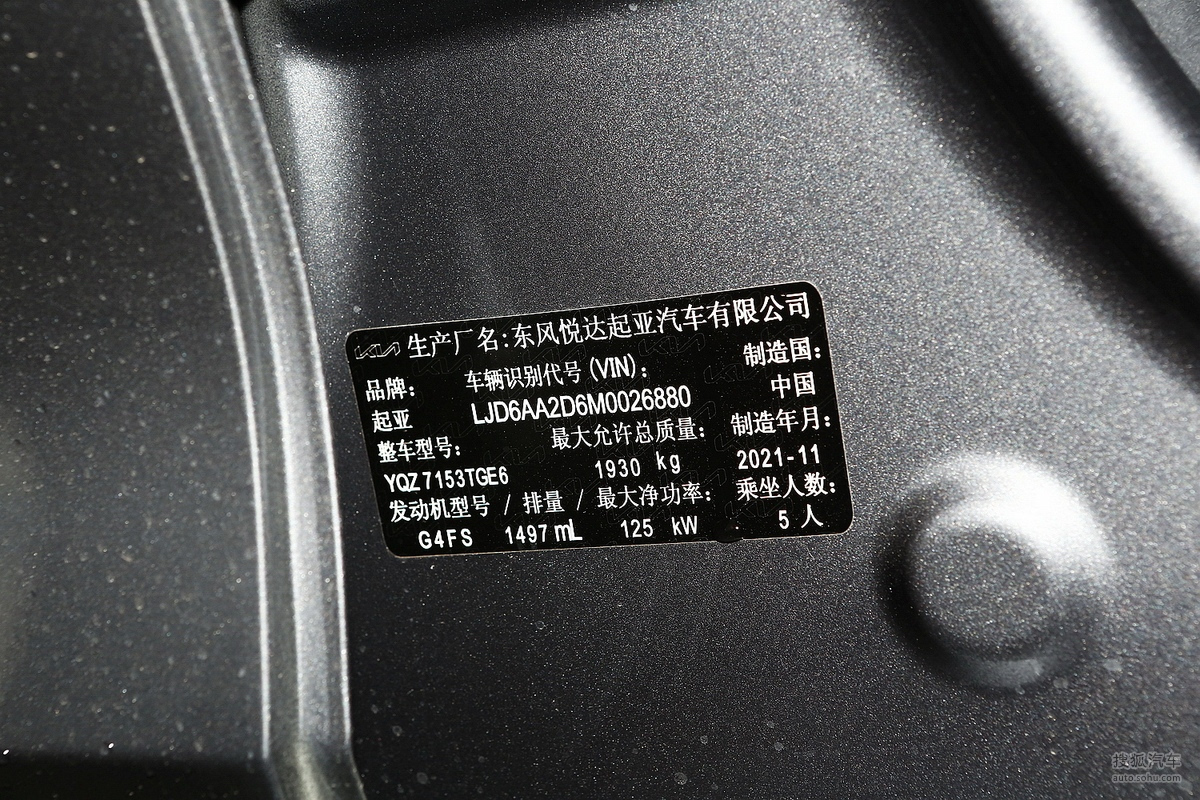 KIA 生产厂名:东风悦达起亚汽车有限公司
品牌: 车辆识别代号(VIN): 制造国:
起亚 LJD6AA2D6M0026880 中国
整车型号: 最大允许总质量: 制造年月:
YQZ7153TGE6 1930 kg 2021-11
发动机型号 / 排量 / 最大净功率: 乘坐人数:
G4FS 1497 mL 125 kW 5 人
搜狐汽车
auto.sohu.com